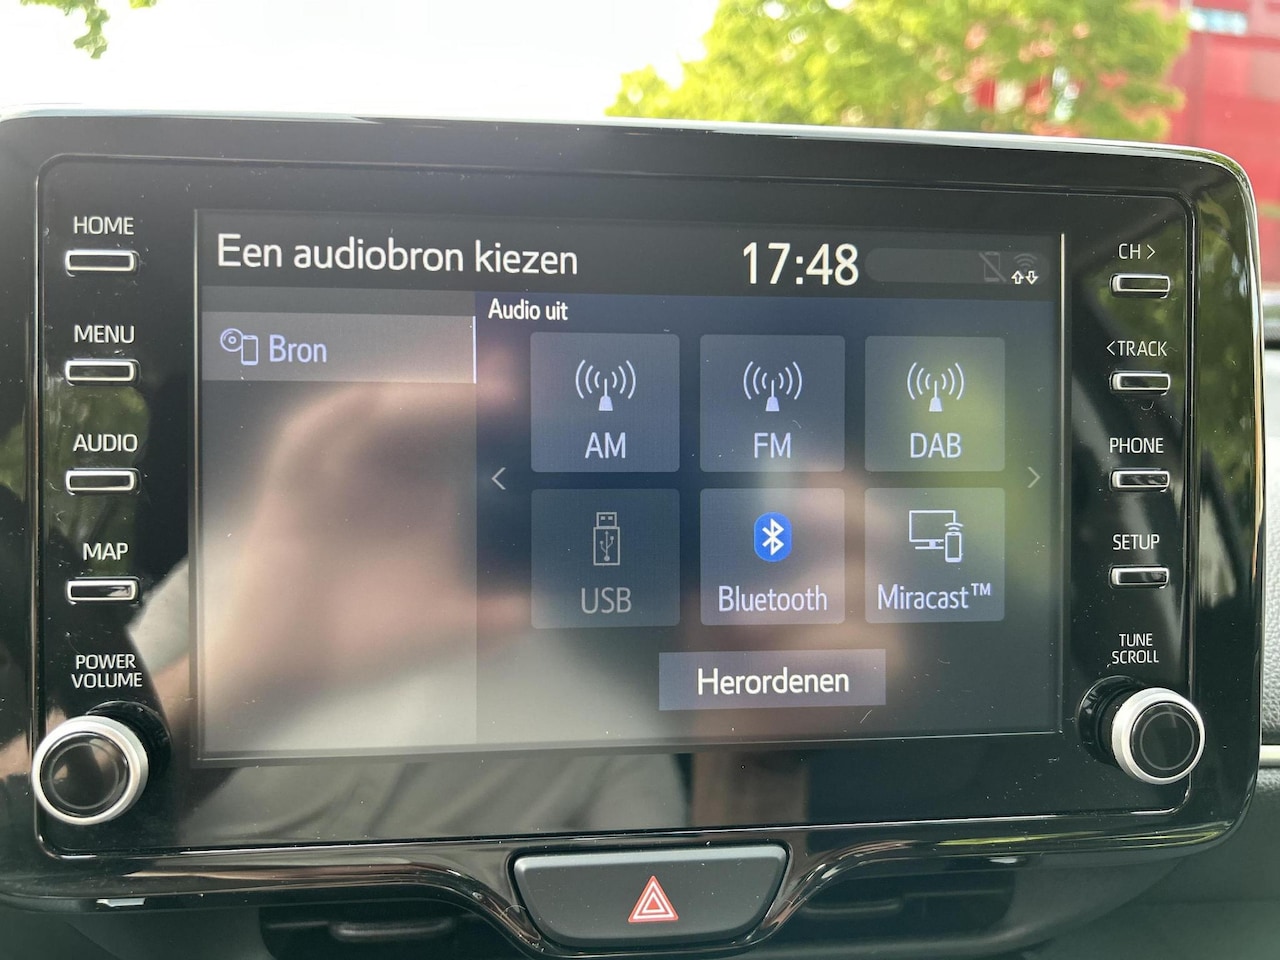 HOME
MENU
AUDIO
MAP
POWER
VOLUME
Een audiobron kiezen
17:48
Bron
Audio uit
AM
FM
DAB
<
>
USB
Bluetooth
Miracast™
Herordenen
CH >
<TRACK
PHONE
SETUP
TUNE
SCROLL